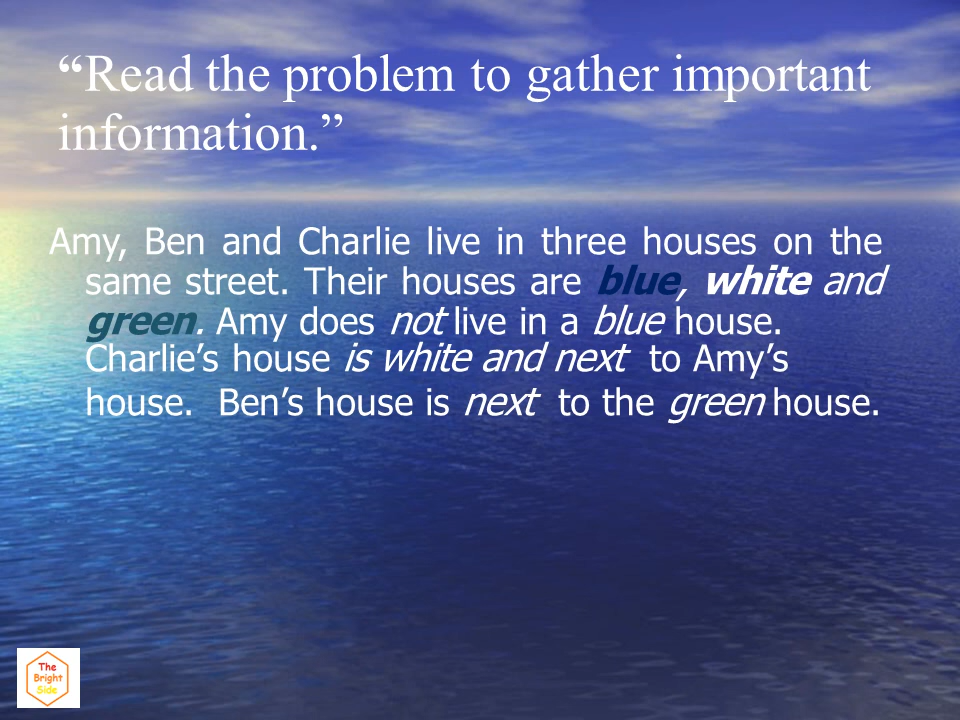 “Read the problem to gather important
information.”
Amy, Ben and Charlie live in three houses on the
same street. Their houses are blue, white and
green. Amy does not live in a blue house.
Charlie’s house is white and next to Amy’s
house. Ben’s house is next to the green house.
The
Bright
Side